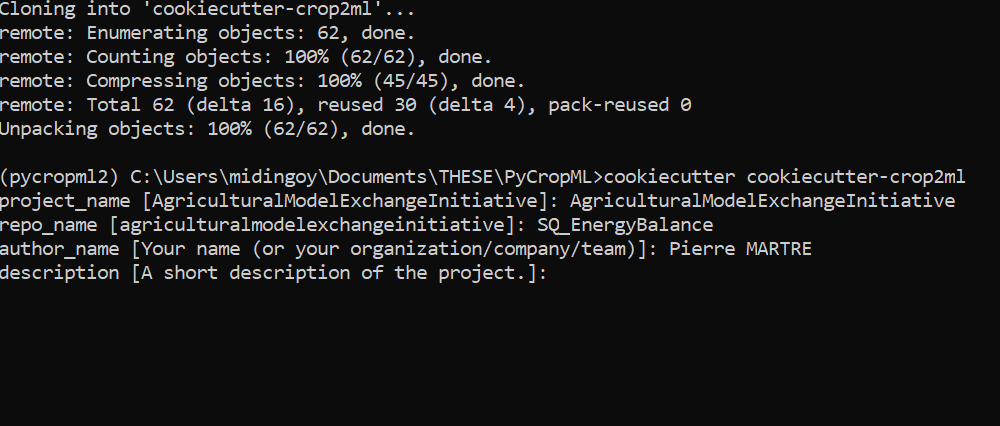 Cloning into 'cookiecutter-crop2ml'...
remote: Enumerating objects: 62, done.
remote: Counting objects: 100% (62/62), done.
remote: Compressing objects: 100% (45/45), done.
remote: Total 62 (delta 16), reused 30 (delta 4), pack-reused 0
Unpacking objects: 100% (62/62), done.
(pycropml2) C:\Users\midingoy\Documents\THESE\PyCropML>cookiecutter cookiecutter-crop2ml
project_name [AgriculturalModelExchangeInitiative]: AgriculturalModelExchangeInitiative
repo_name [agriculturalmodelexchangeinitiative]: SQ_EnergyBalance
author_name [Your name (or your organization/company/team)]: Pierre MARTRE
description [A short description of the project.]: